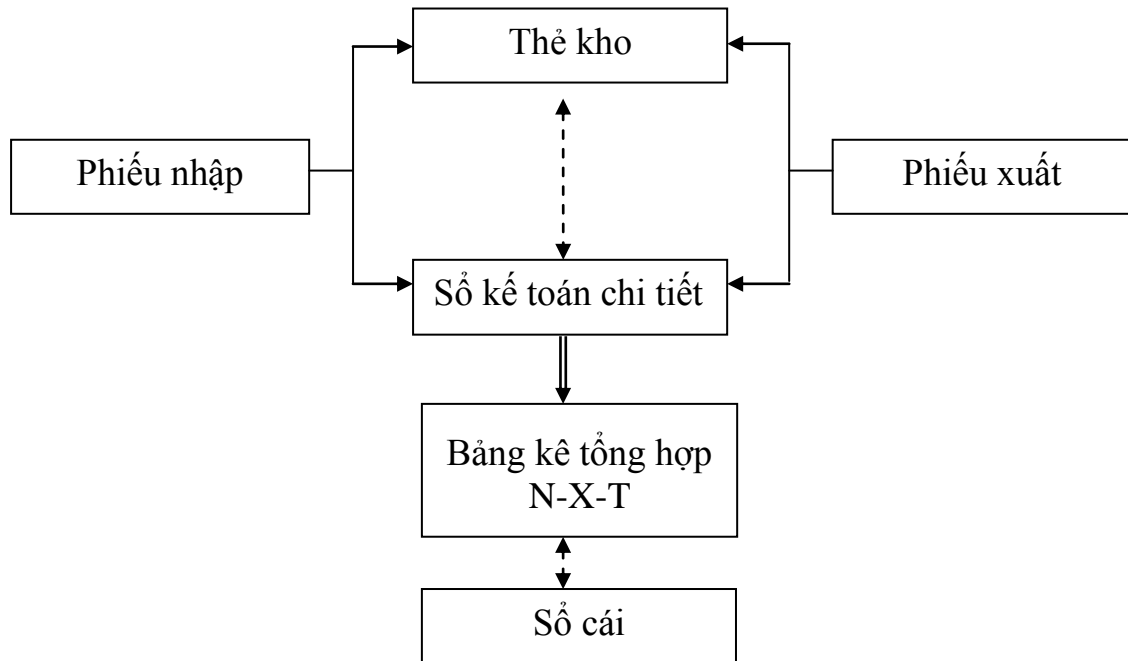 Thẻ kho
Phiếu nhập
Phiếu xuất
Sổ kế toán chi tiết
Bảng kê tổng hợp
N-X-T
Sổ cái